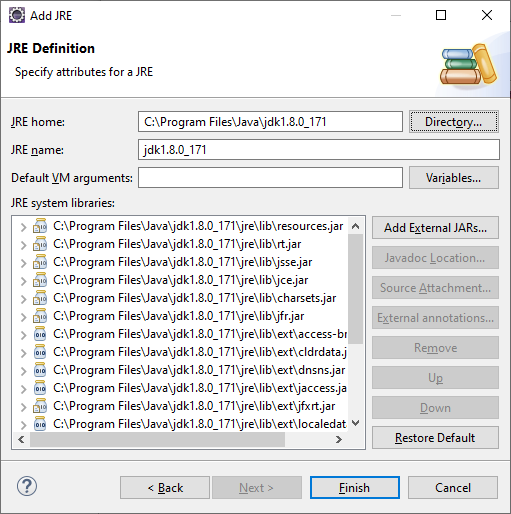 Add JRE
JRE Definition
Specify attributes for a JRE
JRE home: C:\Program Files\Java\jdk1.8.0_171 Directory...
JRE name: jdk1.8.0_171
Default VM arguments: Variables...
JRE system libraries:
C:\Program Files\Java\jdk1.8.0_171\jre\lib\resources.jar
C:\Program Files\Java\jdk1.8.0_171\jre\lib\rt.jar
C:\Program Files\Java\jdk1.8.0_171\jre\lib\jsse.jar
C:\Program Files\Java\jdk1.8.0_171\jre\lib\jce.jar
C:\Program Files\Java\jdk1.8.0_171\jre\lib\charsets.jar
C:\Program Files\Java\jdk1.8.0_171\jre\lib\jfr.jar
C:\Program Files\Java\jdk1.8.0_171\jre\lib\ext\access-br
C:\Program Files\Java\jdk1.8.0_171\jre\lib\ext\cldrdata.j
C:\Program Files\Java\jdk1.8.0_171\jre\lib\ext\dnsns.jar
C:\Program Files\Java\jdk1.8.0_171\jre\lib\ext\jaccess.ja
C:\Program Files\Java\jdk1.8.0_171\jre\lib\ext\jfxrt.jar
C:\Program Files\Java\jdk1.8.0_171\jre\lib\ext\localedat
Add External JARs...
Javadoc Location...
Source Attachment...
External annotations...
Remove
Up
Down
Restore Default
? < Back Next > Finish Cancel